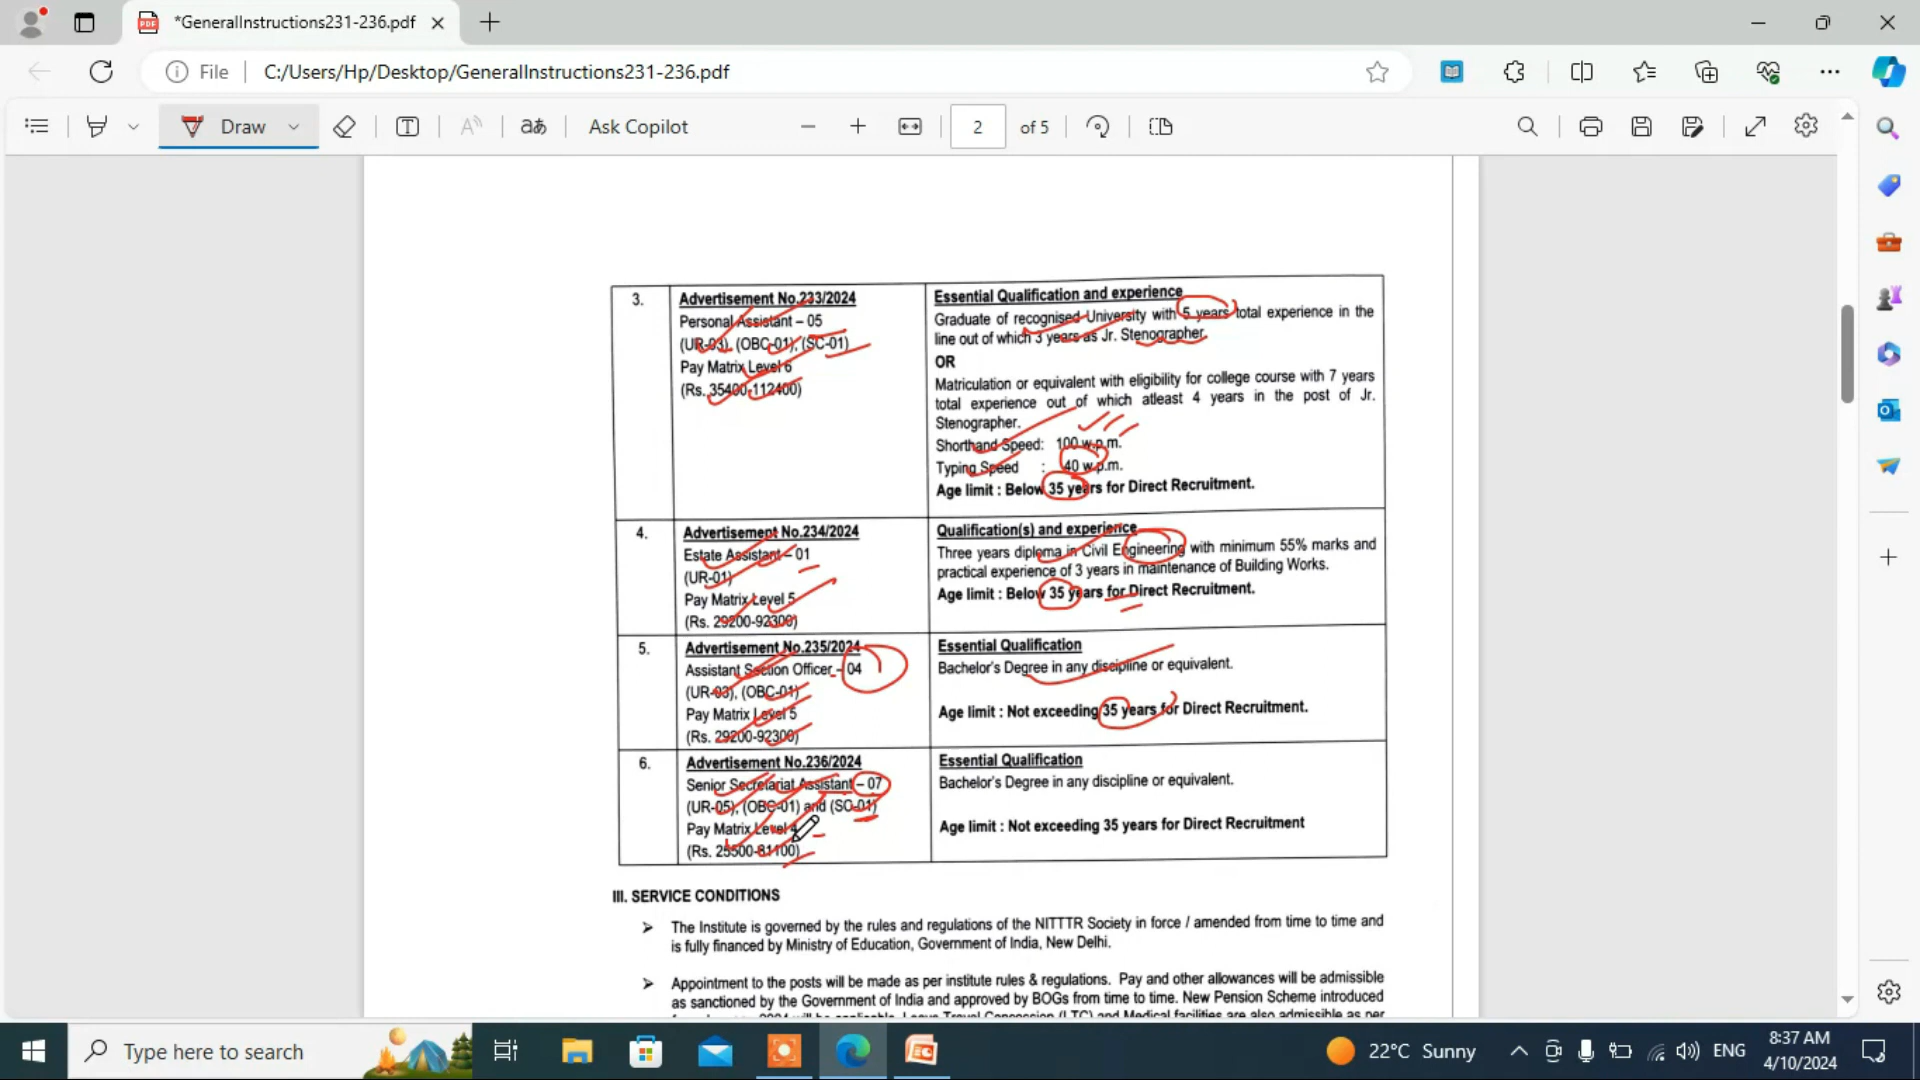 *GeneralInstructions231-236.pdf
File
C:/Users/Hp/Desktop/GeneralInstructions231-236.pdf
Draw
Ask Copilot
2
of 5
3.
Advertisement No.233/2024
Personal Assistant – 05
(UR-03), (OBC-01), (SC-01)
Pay Matrix Level 6
(Rs. 35400-112400)
Essential Qualification and experience
Graduate of recognised University with 5 years total experience in the
line out of which 3 years as Jr. Stenographer.
OR
Matriculation or equivalent with eligibility for college course with 7 years
total experience out of which atleast 4 years in the post of Jr.
Stenographer.
Shorthand Speed: 100 w.p.m.
Typing Speed : 40 w.p.m.
Age limit : Below 35 years for Direct Recruitment.
4.
Advertisement No.234/2024
Estate Assistant – 01
(UR-01)
Pay Matrix Level 5
(Rs. 29200-92300)
Qualification(s) and experience
Three years diploma in Civil Engineering with minimum 55% marks and
practical experience of 3 years in maintenance of Building Works.
Age limit : Below 35 years for Direct Recruitment.
5.
Advertisement No.235/2024
Assistant Section Officer – 04
(UR-03), (OBC-01)
Pay Matrix Level 5
(Rs. 29200-92300)
Essential Qualification
Bachelor's Degree in any discipline or equivalent.
Age limit : Not exceeding 35 years for Direct Recruitment.
6.
Advertisement No.236/2024
Senior Secretariat Assistant – 07
(UR-05), (OBC-01) and (SC-01)
Pay Matrix Level 4
(Rs. 25500-81100)
Essential Qualification
Bachelor's Degree in any discipline or equivalent.
Age limit : Not exceeding 35 years for Direct Recruitment
III. SERVICE CONDITIONS
The Institute is governed by the rules and regulations of the NITTTR Society in force / amended from time to time and
is fully financed by Ministry of Education, Government of India, New Delhi.
Appointment to the posts will be made as per institute rules & regulations. Pay and other allowances will be admissible
as sanctioned by the Government of India and approved by BOGs from time to time. New Pension Scheme introduced
will be applicable. Leave Travel Concession (LTC) and Medical facilities are also admissible as per
Type here to search
22°C Sunny
ENG
8:37 AM
4/10/2024